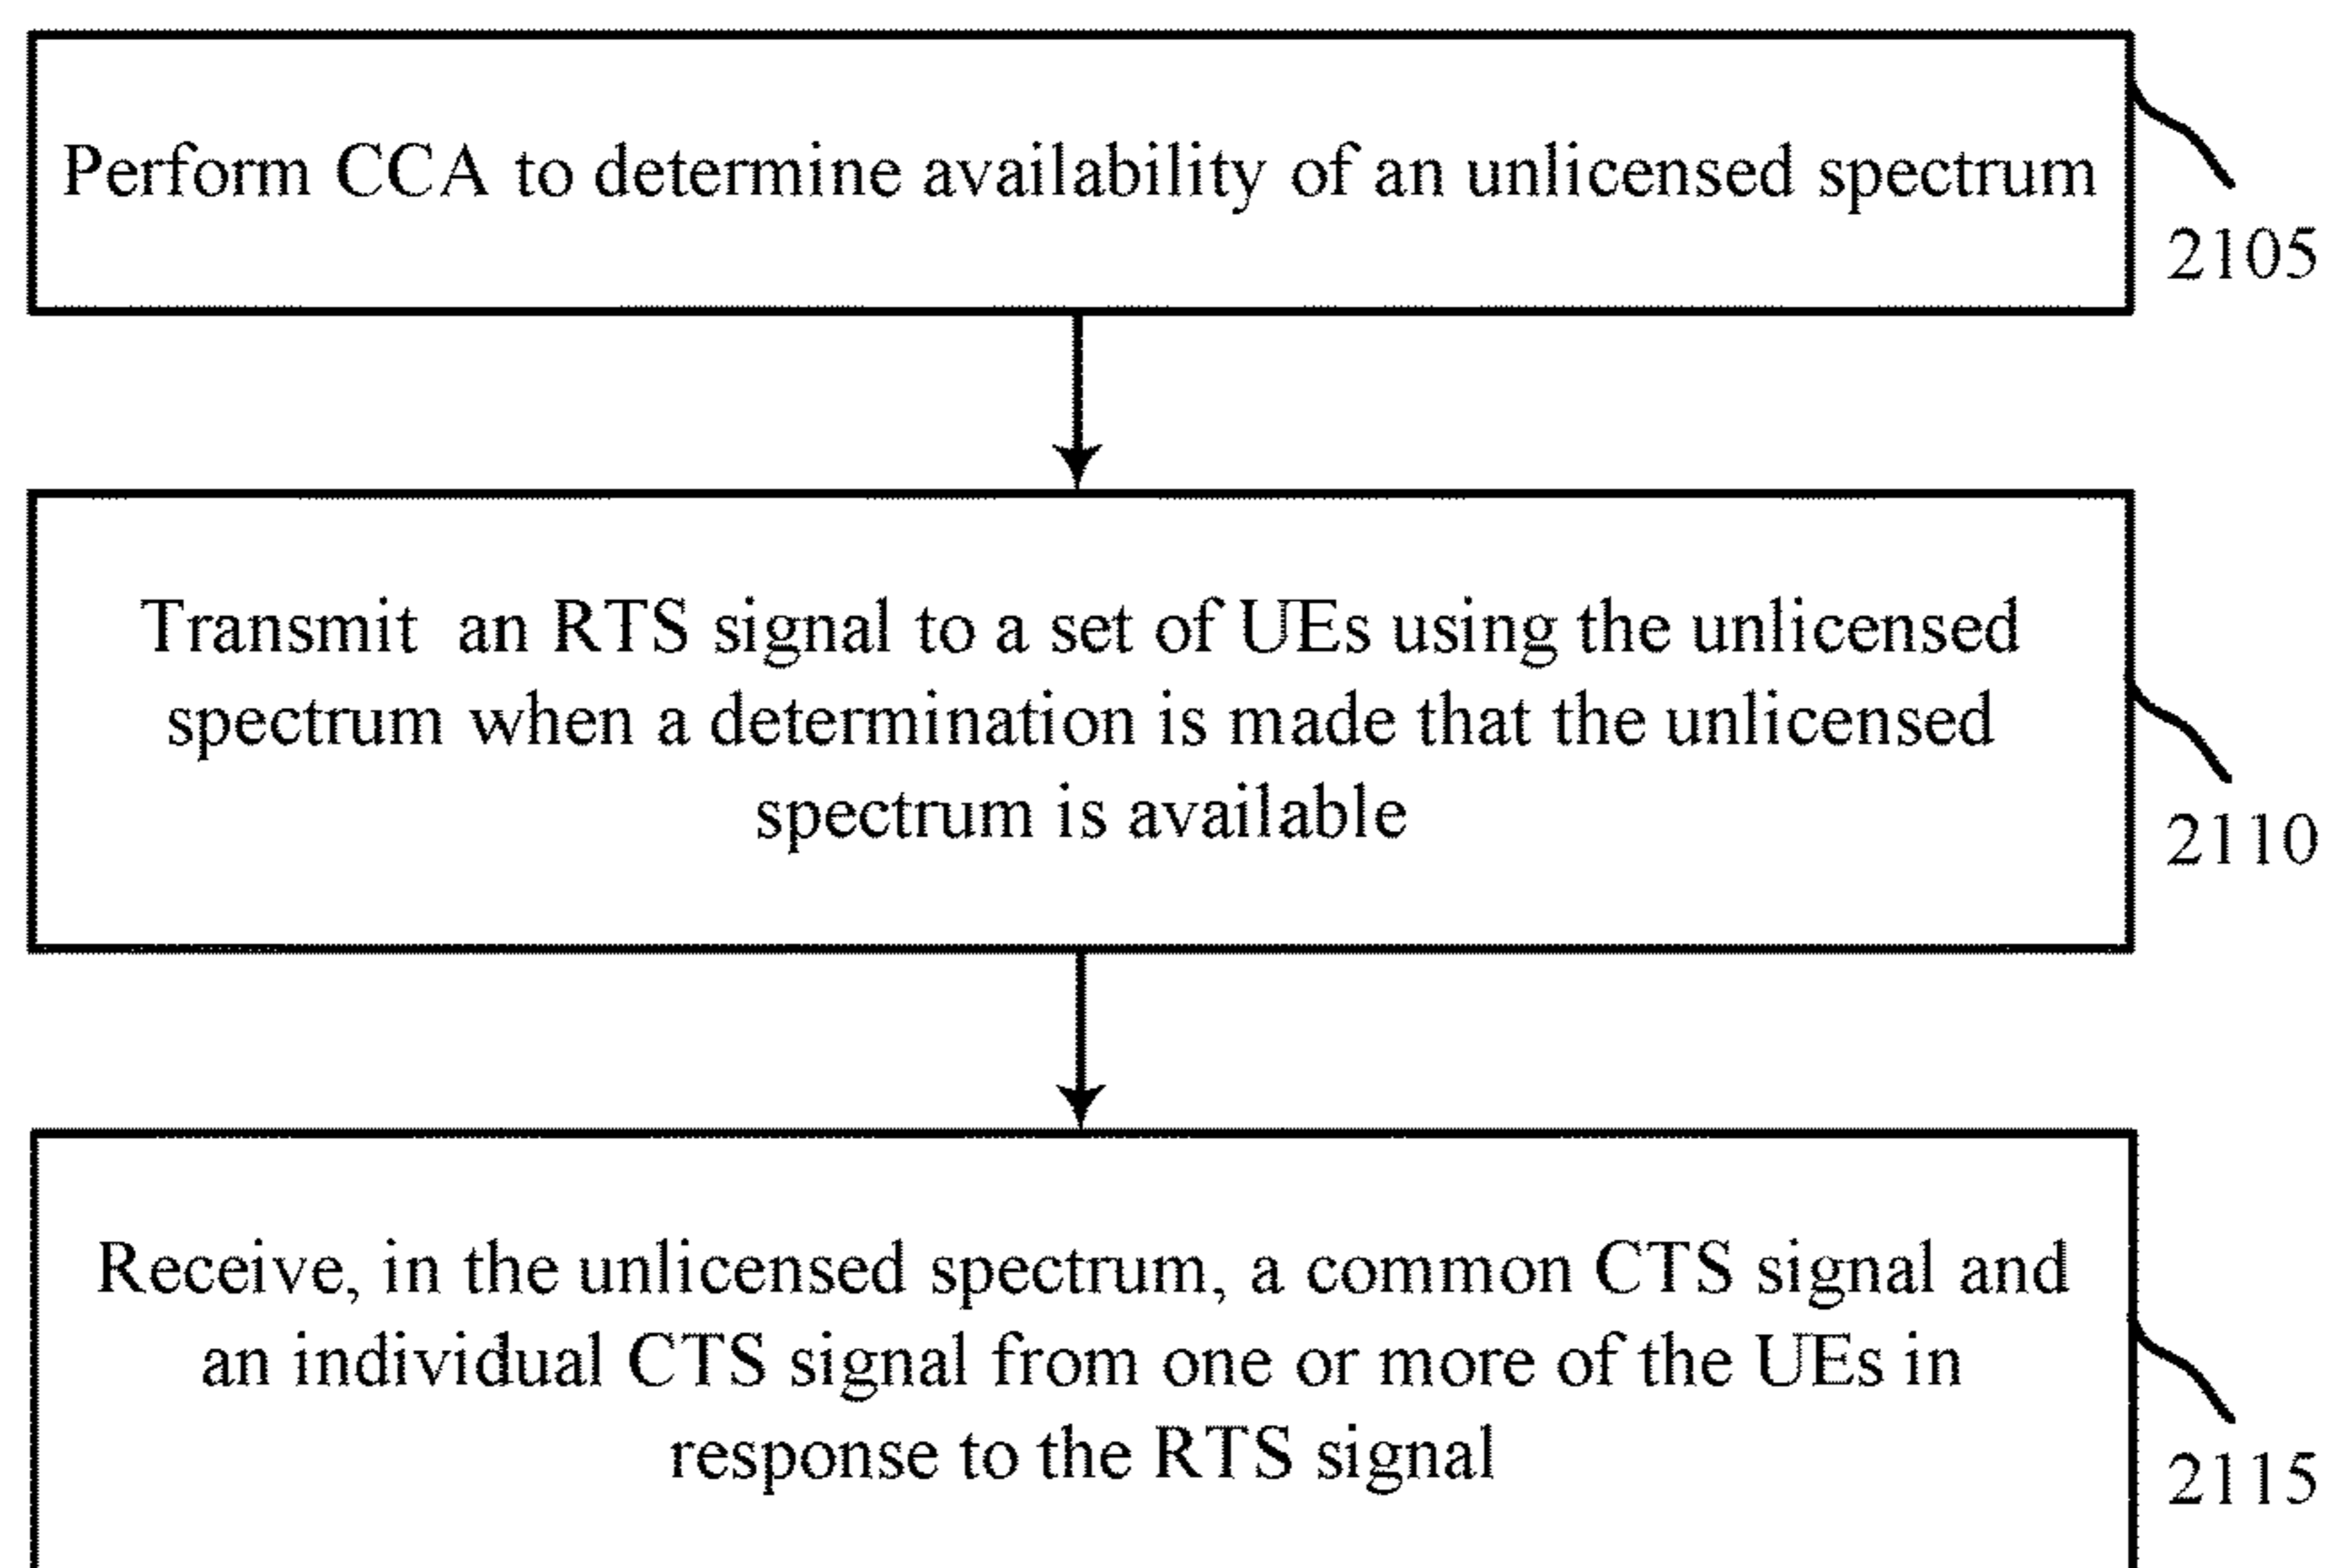 Perform CCA to determine availability of an unlicensed spectrum
2105
Transmit an RTS signal to a set of UEs using the unlicensed
spectrum when a determination is made that the unlicensed
spectrum is available
2110
Receive, in the unlicensed spectrum, a common CTS signal and
an individual CTS signal from one or more of the UEs in
response to the RTS signal
2115